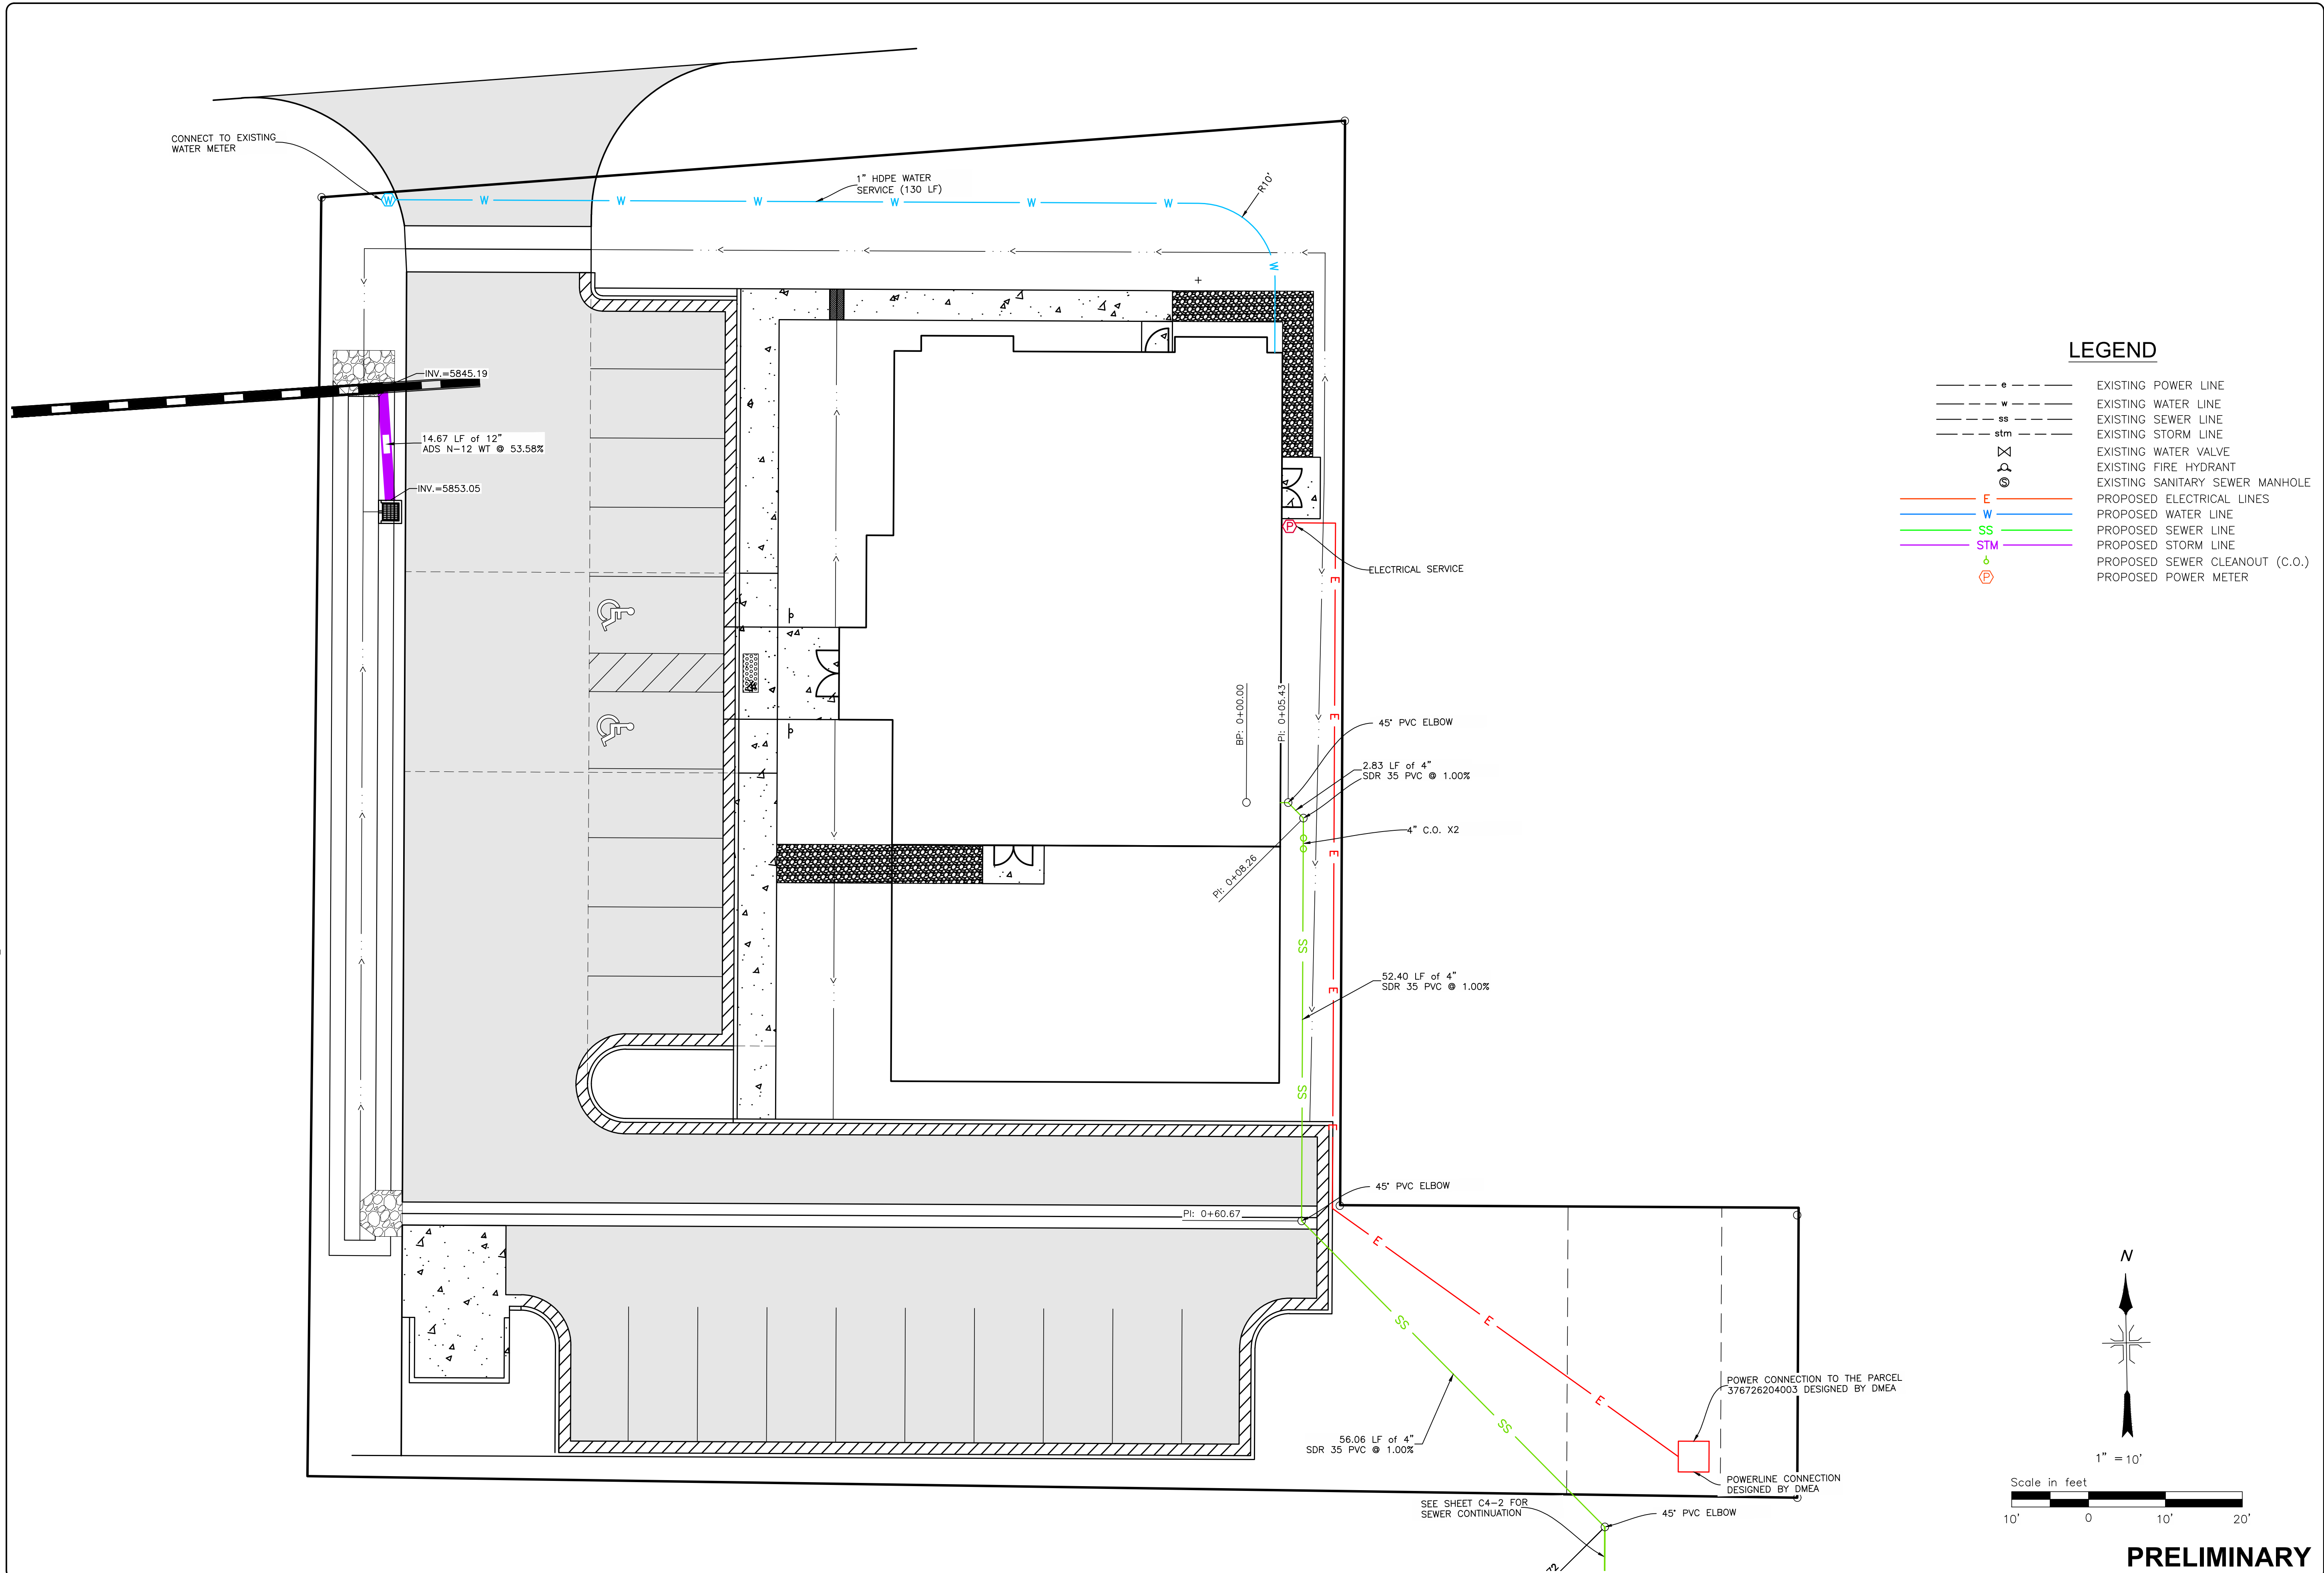 CONNECT TO EXISTING
WATER METER
W
W
W
W
W
W
W
W
1" HDPE WATER
SERVICE (130 LF)
R10'
INV.=5845.19
14.67 LF of 12"
ADS N-12 WT @ 53.58%
INV.=5853.05
P
ELECTRICAL SERVICE
E
E
E
E
E
BP: 0+00.00
PI: 0+05.43
45° PVC ELBOW
2.83 LF of 4"
SDR 35 PVC @ 1.00%
4" C.O. X2
PI: 0+08.26
SS
52.40 LF of 4"
SDR 35 PVC @ 1.00%
SS
45° PVC ELBOW
PI: 0+60.67
E
E
E
SS
SS
56.06 LF of 4"
SDR 35 PVC @ 1.00%
POWER CONNECTION TO THE PARCEL
376726204003 DESIGNED BY DMEA
POWERLINE CONNECTION
DESIGNED BY DMEA
SEE SHEET C4-2 FOR
SEWER CONTINUATION
45° PVC ELBOW
LEGEND
e EXISTING POWER LINE
w EXISTING WATER LINE
ss EXISTING SEWER LINE
stm EXISTING STORM LINE
EXISTING WATER VALVE
EXISTING FIRE HYDRANT
S EXISTING SANITARY SEWER MANHOLE
E PROPOSED ELECTRICAL LINES
W PROPOSED WATER LINE
SS PROPOSED SEWER LINE
STM PROPOSED STORM LINE
PROPOSED SEWER CLEANOUT (C.O.)
P PROPOSED POWER METER
N
1" = 10'
Scale in feet
10' 0 10' 20'
PRELIMINARY